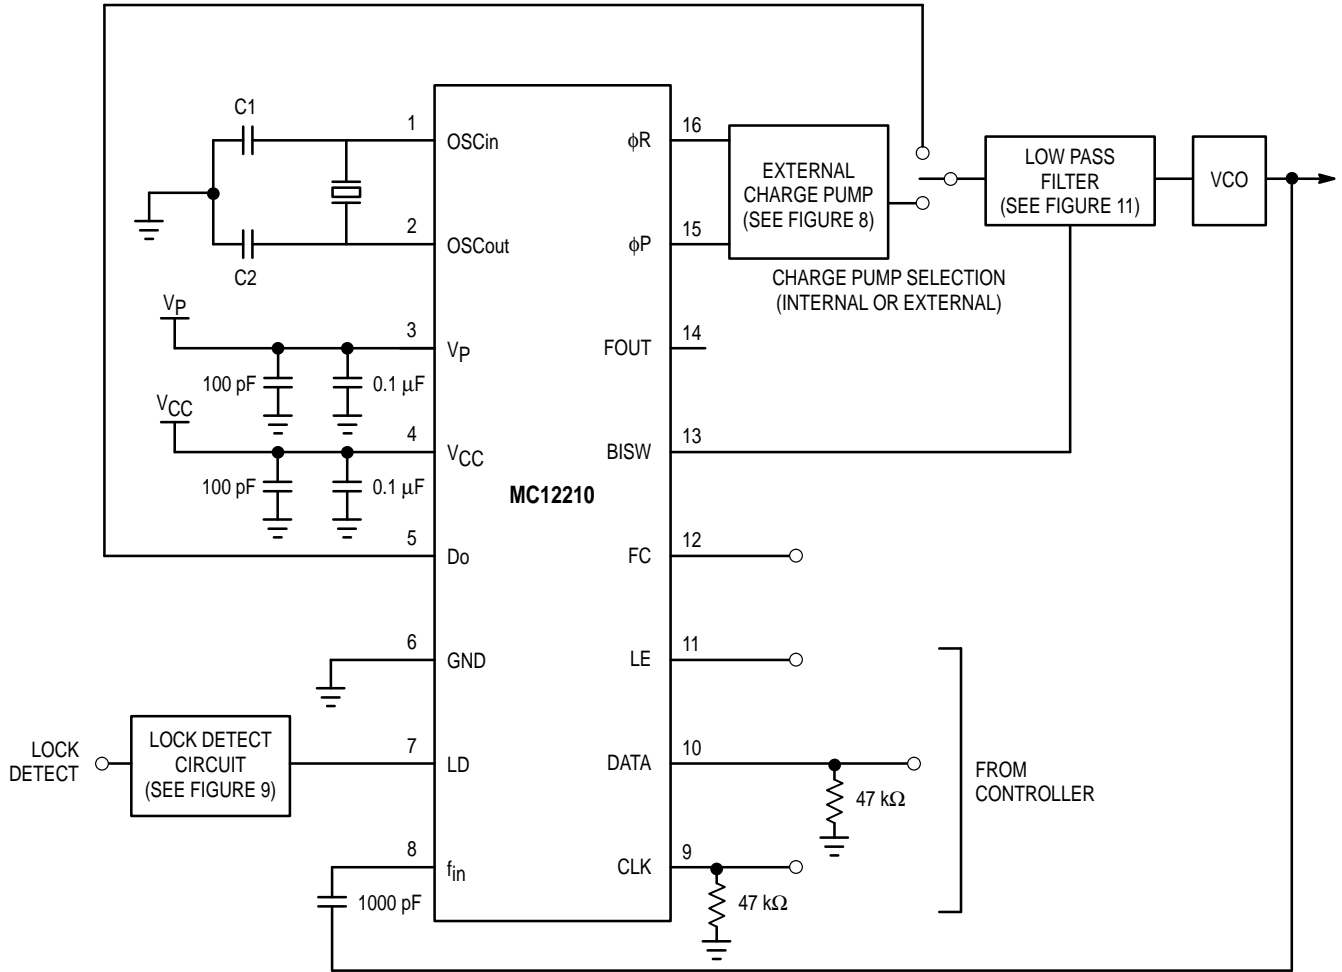 C1
1
OSCin
φR
16
EXTERNAL
CHARGE PUMP
(SEE FIGURE 8)
LOW PASS
FILTER
(SEE FIGURE 11)
VCO
2
OSCout
φP
15
C2
CHARGE PUMP SELECTION
(INTERNAL OR EXTERNAL)
VP
3
VP
FOUT
14
100 pF
0.1 μF
VCC
4
VCC
BISW
13
100 pF
0.1 μF
MC12210
5
Do
FC
12
6
GND
LE
11
LOCK
DETECT
LOCK DETECT
CIRCUIT
(SEE FIGURE 9)
7
LD
DATA
10
47 kΩ
FROM
CONTROLLER
8
fin
CLK
9
1000 pF
47 kΩ